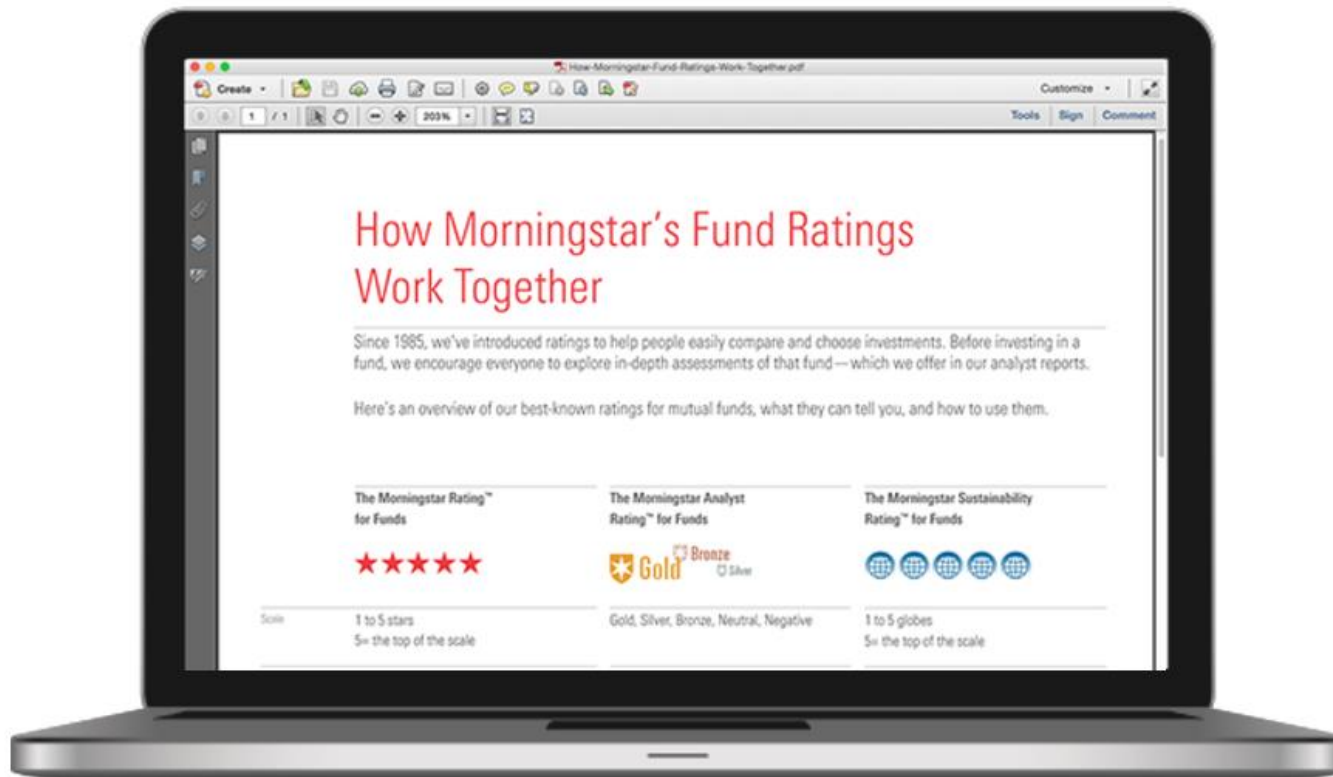 How-Morningstar-Fund-Ratings-Work-Together.pdf
Create
Customize
1 / 1
203%
Tools Sign Comment
How Morningstar's Fund Ratings
Work Together
Since 1985, we've introduced ratings to help people easily compare and choose investments. Before investing in a
fund, we encourage everyone to explore in-depth assessments of that fund—which we offer in our analyst reports.
Here's an overview of our best-known ratings for mutual funds, what they can tell you, and how to use them.
The Morningstar Rating™
for Funds
The Morningstar Analyst
Rating™ for Funds
The Morningstar Sustainability
Rating™ for Funds
Gold
Bronze
Silver
Scale
1 to 5 stars
5= the top of the scale
Gold, Silver, Bronze, Neutral, Negative
1 to 5 globes
5= the top of the scale